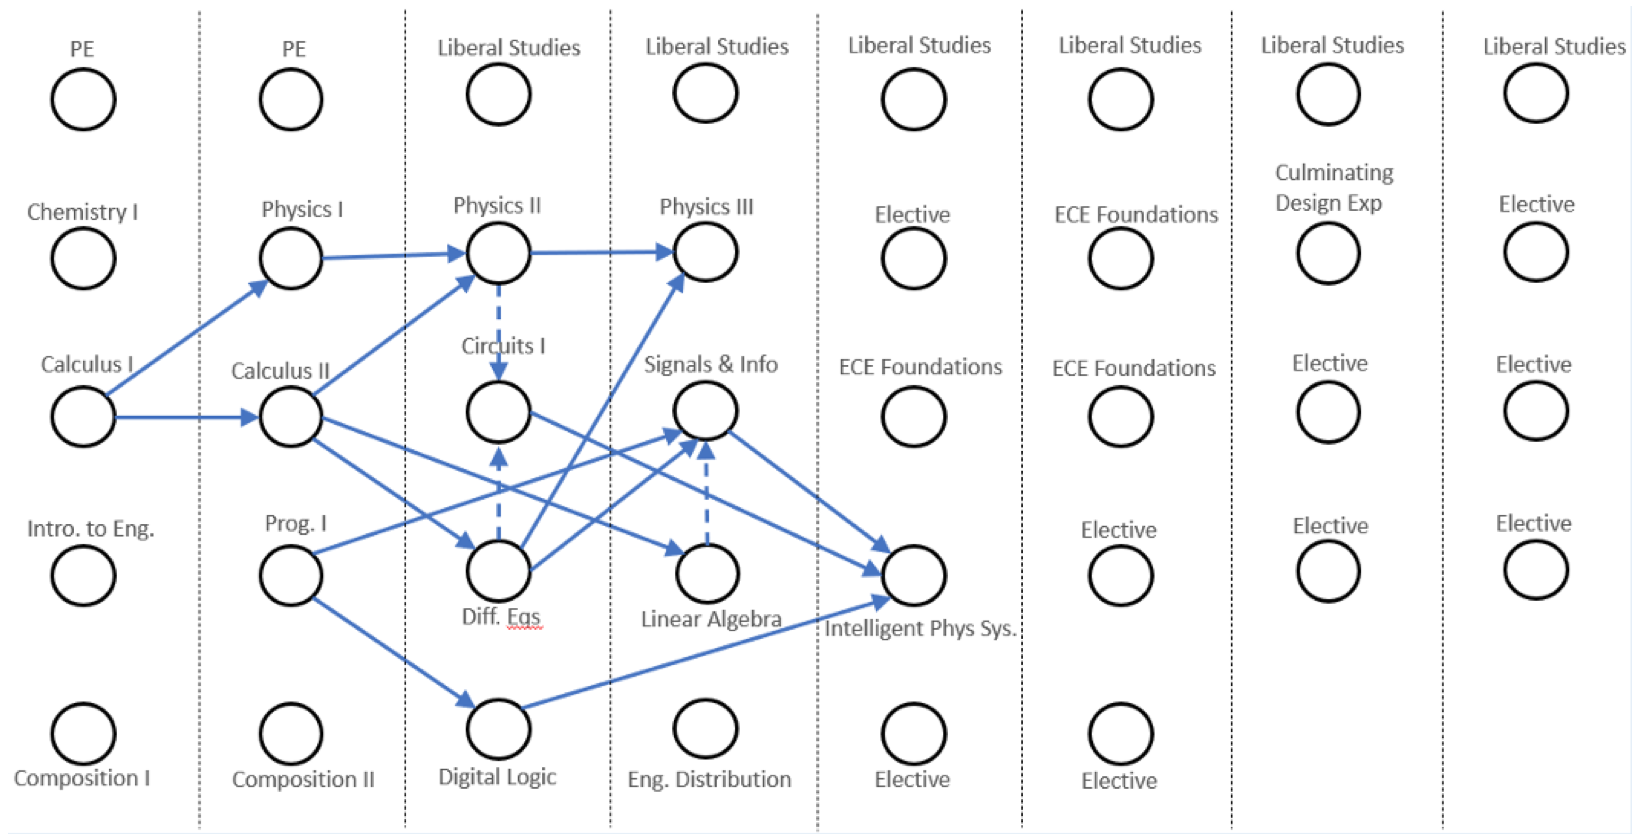 PE
PE
Liberal Studies
Liberal Studies
Liberal Studies
Liberal Studies
Liberal Studies
Liberal Studies
Chemistry I
Physics I
Physics II
Physics III
Elective
ECE Foundations
Culminating
Design Exp
Elective
Calculus I
Calculus II
Circuits I
Signals & Info
ECE Foundations
ECE Foundations
Elective
Elective
Intro. to Eng.
Prog. I
Diff. Eqs
Linear Algebra
Intelligent Phys Sys.
Elective
Elective
Elective
Composition I
Composition II
Digital Logic
Eng. Distribution
Elective
Elective